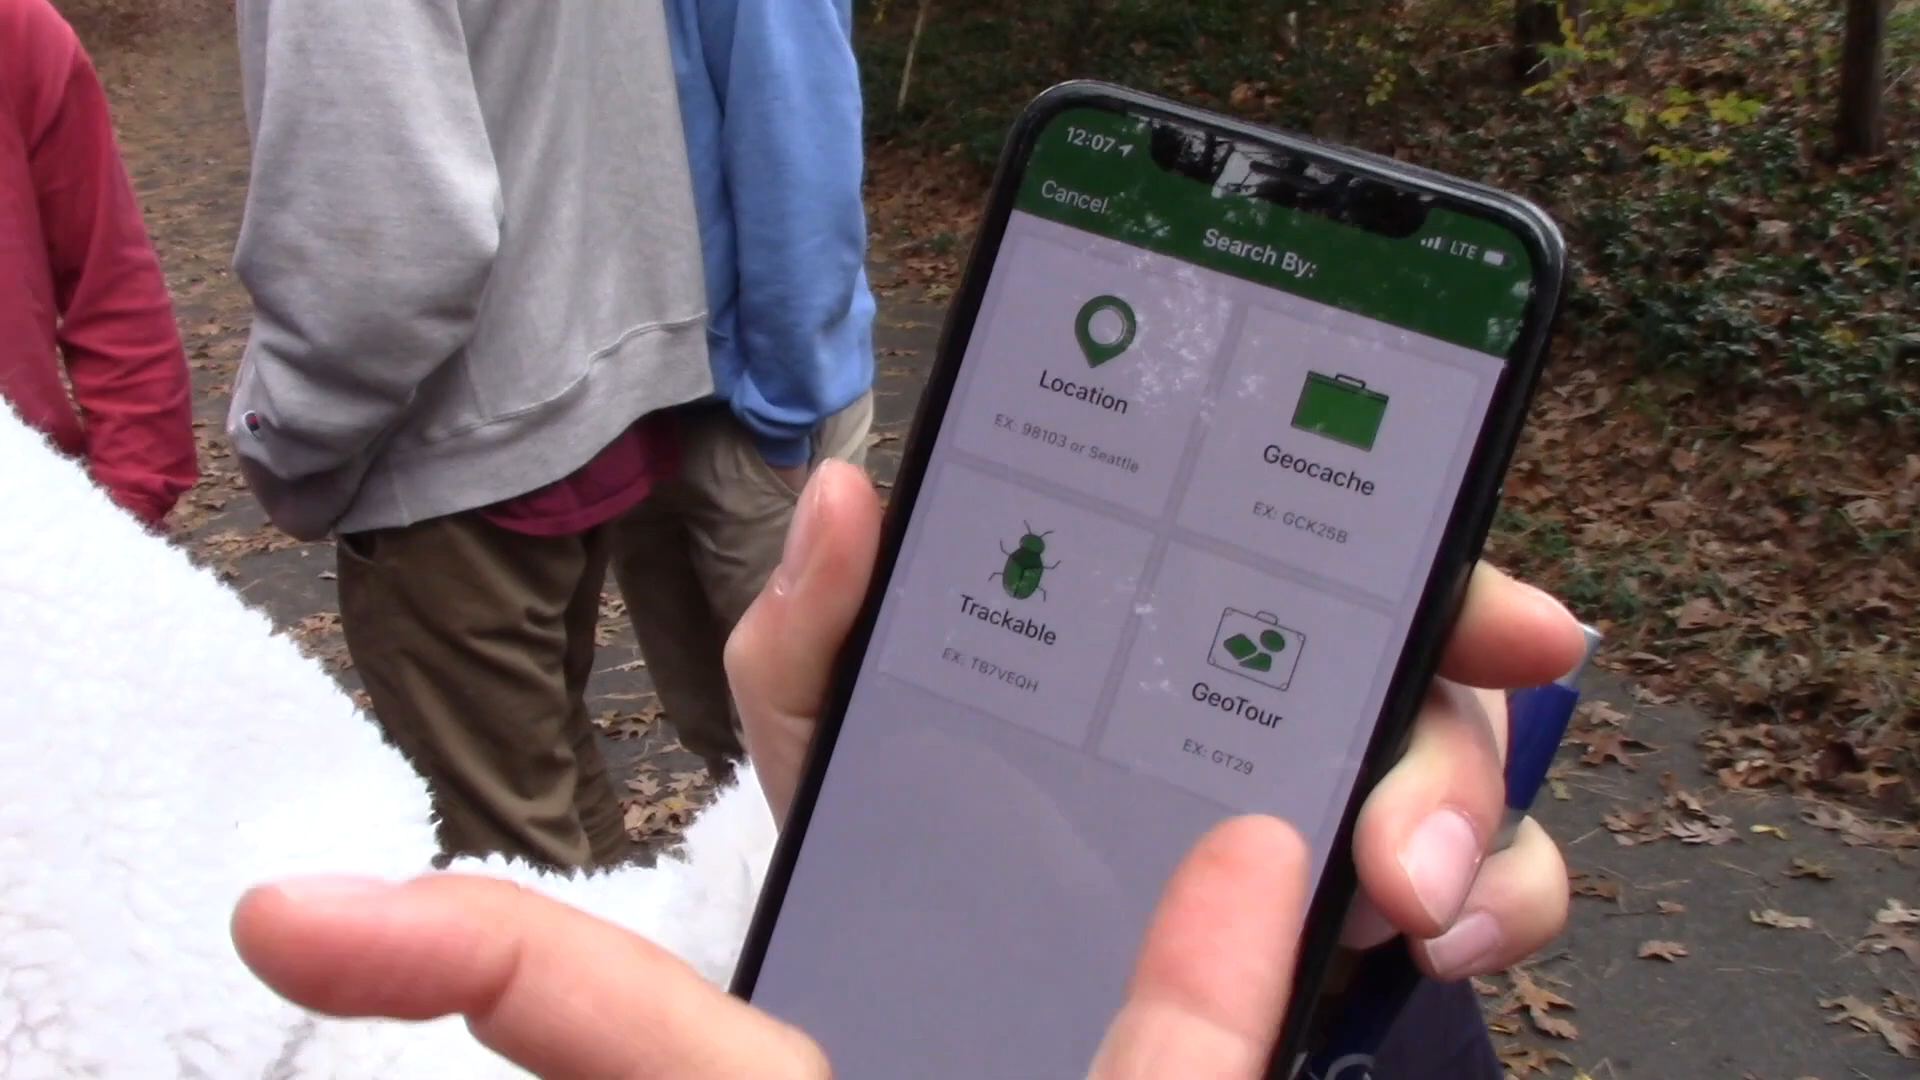 12:07
LTE
Cancel
Search By:
Location
EX: 98103 or Seattle
Geocache
EX: GCK25B
Trackable
EX: TB7VEQH
GeoTour
EX: GT29